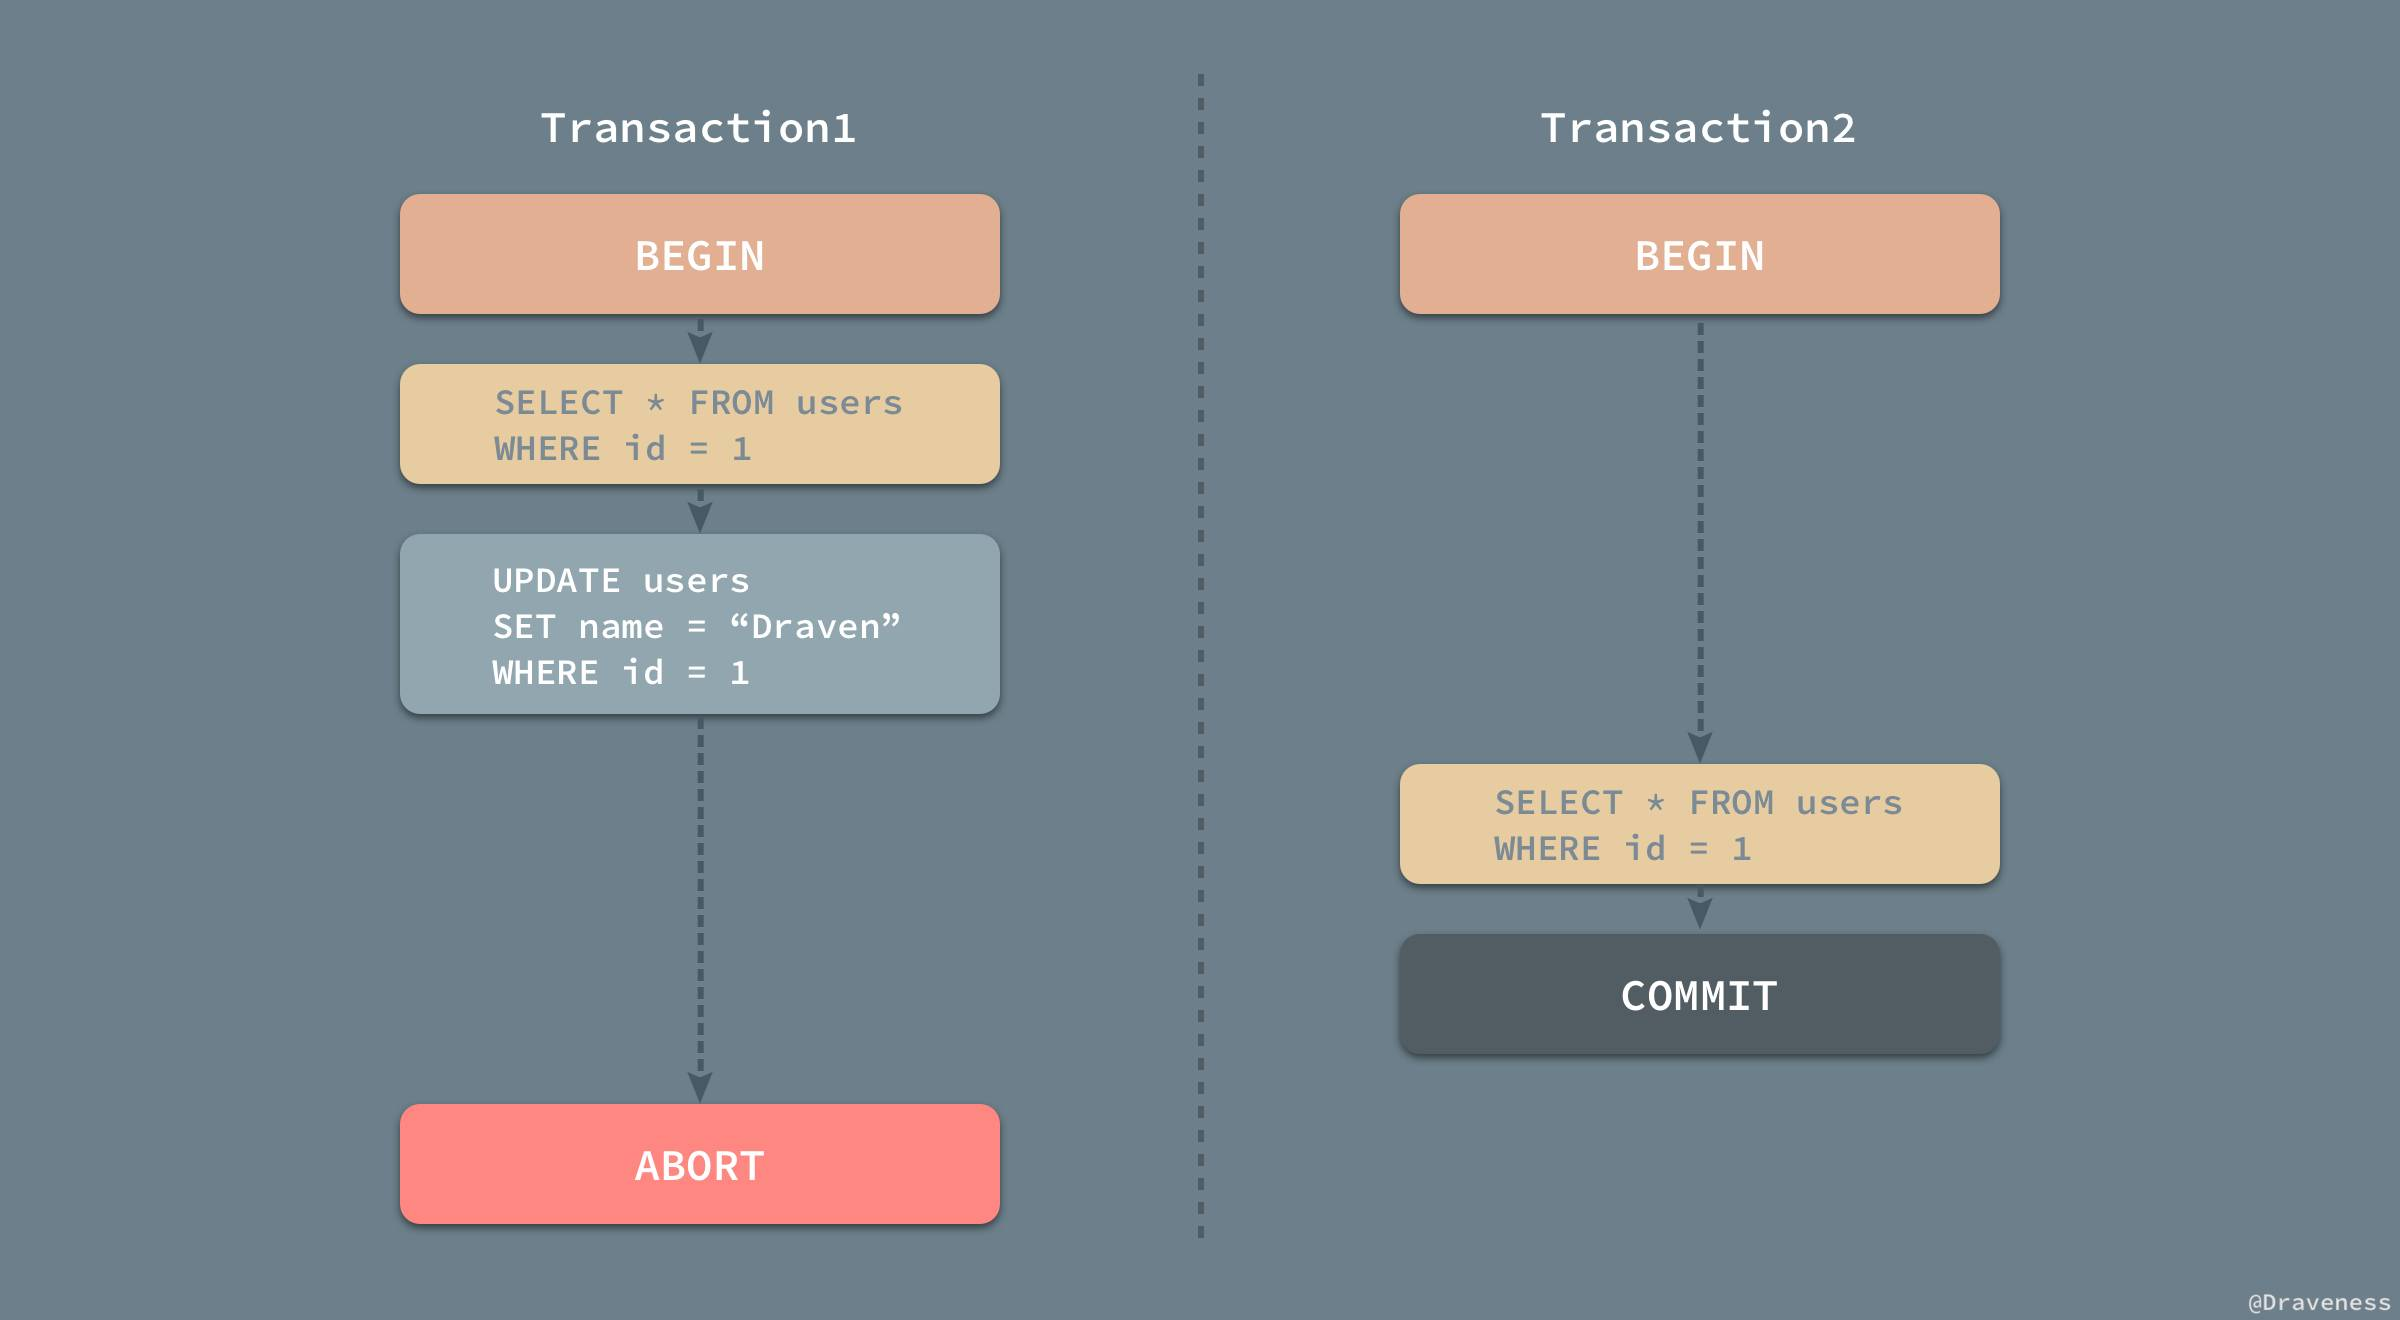 Transaction1
BEGIN
SELECT * FROM users
WHERE id = 1
UPDATE users
SET name = “Draven”
WHERE id = 1
ABORT
Transaction2
BEGIN
SELECT * FROM users
WHERE id = 1
COMMIT
@Draveness